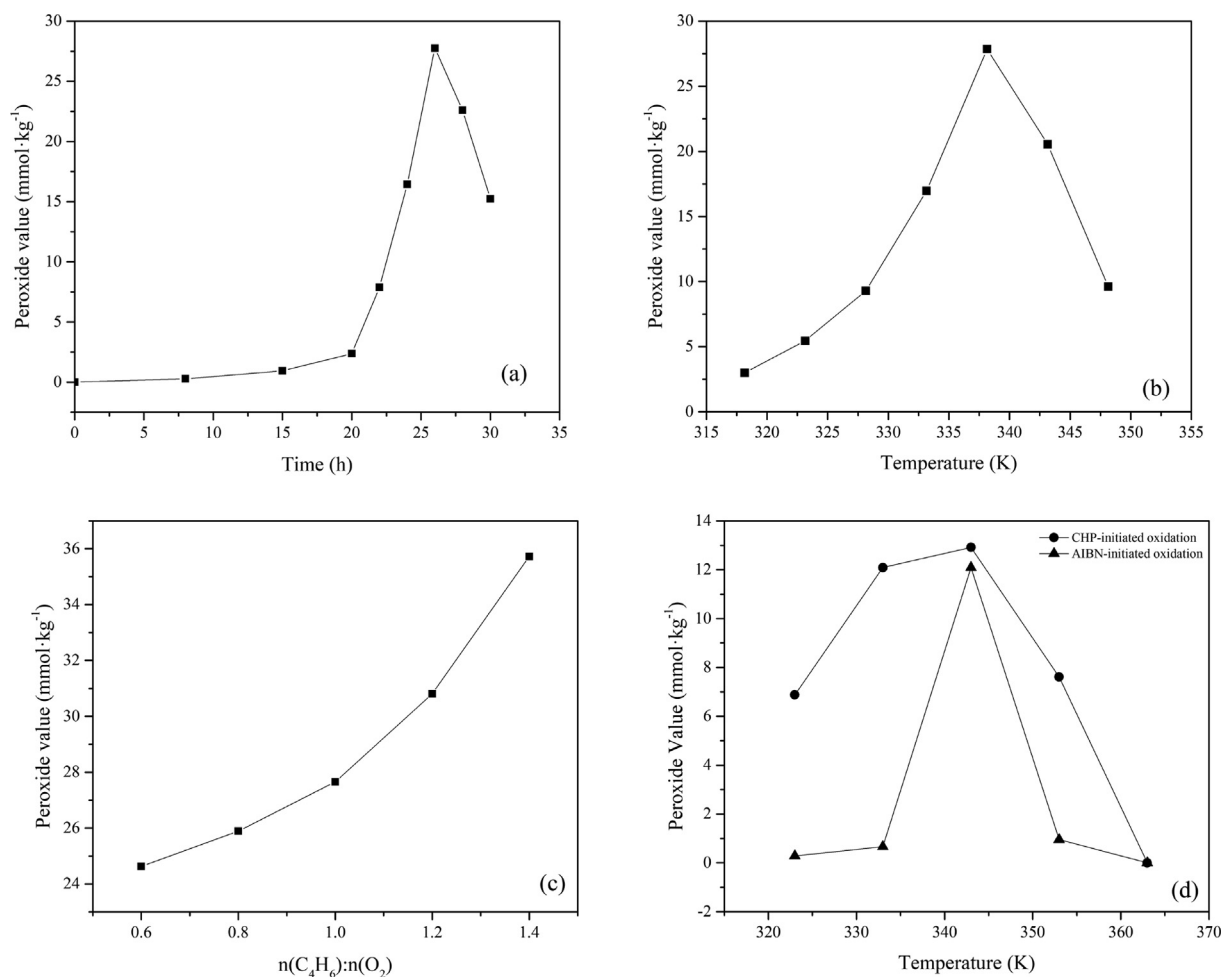 30
25
20
15
10
5
0
Peroxide value (mmol·kg⁻¹)
(a)
0 5 10 15 20 25 30 35
Time (h)
30
25
20
15
10
5
0
Peroxide value (mmol·kg⁻¹)
(b)
315 320 325 330 335 340 345 350 355
Temperature (K)
36
34
32
30
28
26
24
Peroxide value (mmol·kg⁻¹)
(c)
0.6 0.8 1.0 1.2 1.4
n(C₄H₆):n(O₂)
14
12
10
8
6
4
2
0
-2
Peroxide Value (mmol·kg⁻¹)
CHP-initiated oxidation
AIBN-initiated oxidation
(d)
320 330 340 350 360 370
Temperature (K)